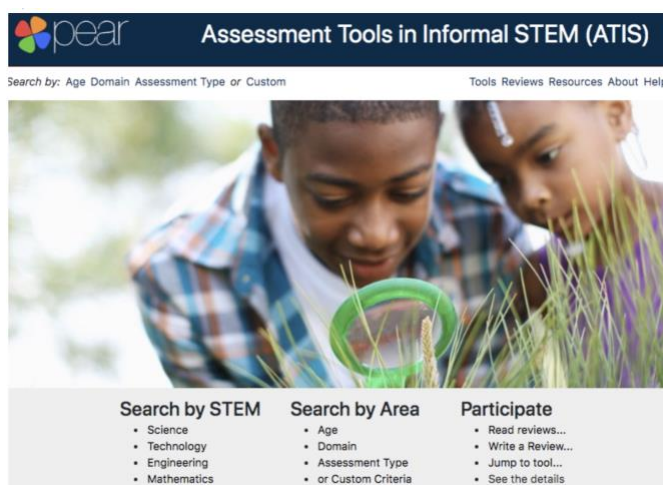 pear
Assessment Tools in Informal STEM (ATIS)
Search by: Age Domain Assessment Type or Custom
Tools Reviews Resources About Help
Search by STEM
• Science
• Technology
• Engineering
• Mathematics
Search by Area
• Age
• Domain
• Assessment Type
• or Custom Criteria
Participate
• Read reviews...
• Write a Review...
• Jump to tool...
• See the details